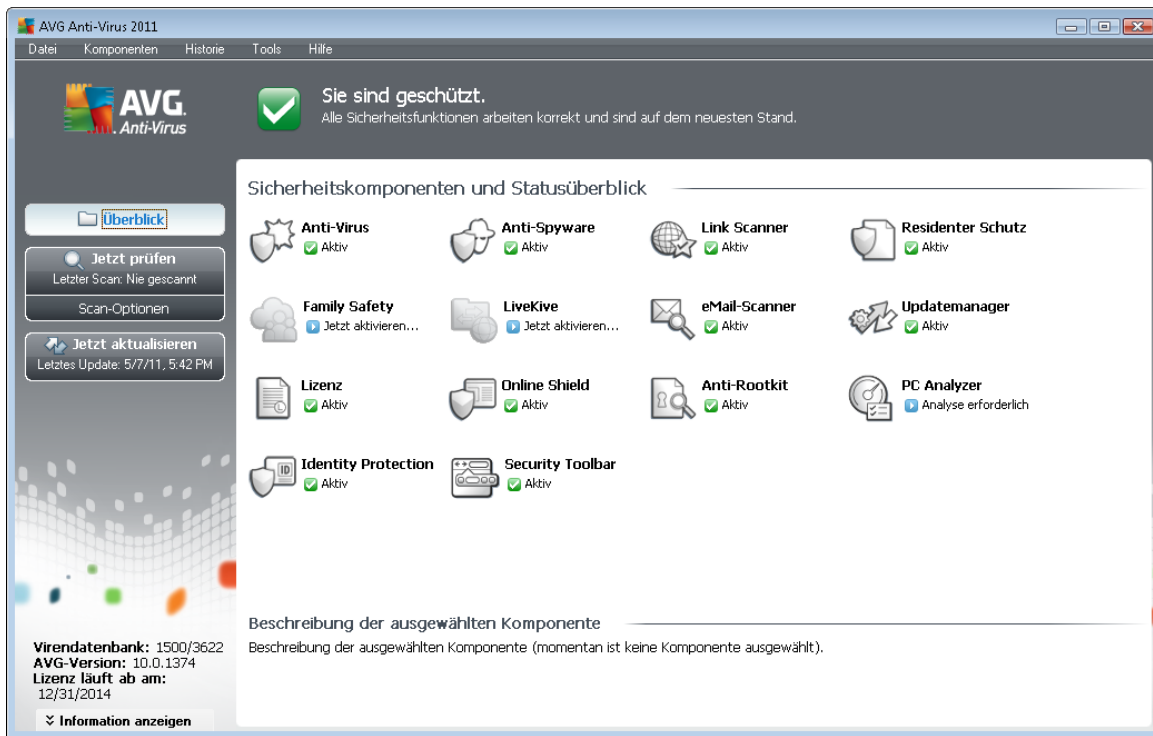 AVG Anti-Virus 2011
Datei Komponenten Historie Tools Hilfe
AVG.
Anti-Virus
Sie sind geschützt.
Alle Sicherheitsfunktionen arbeiten korrekt und sind auf dem neuesten Stand.
Überblick
Jetzt prüfen
Letzter Scan: Nie gescannt
Scan-Optionen
Jetzt aktualisieren
Letztes Update: 5/7/11, 5:42 PM
Sicherheitskomponenten und Statusüberblick
Anti-Virus
Aktiv
Anti-Spyware
Aktiv
Link Scanner
Aktiv
Residenter Schutz
Aktiv
Family Safety
Jetzt aktivieren...
LiveKive
Jetzt aktivieren...
eMail-Scanner
Aktiv
Updatemanager
Aktiv
Lizenz
Aktiv
Online Shield
Aktiv
Anti-Rootkit
Aktiv
PC Analyzer
Analyse erforderlich
ID
Identity Protection
Aktiv
Security Toolbar
Aktiv
Beschreibung der ausgewählten Komponente
Beschreibung der ausgewählten Komponente (momentan ist keine Komponente ausgewählt).
Virendatenbank: 1500/3622
AVG-Version: 10.0.1374
Lizenz läuft ab am:
12/31/2014
Information anzeigen